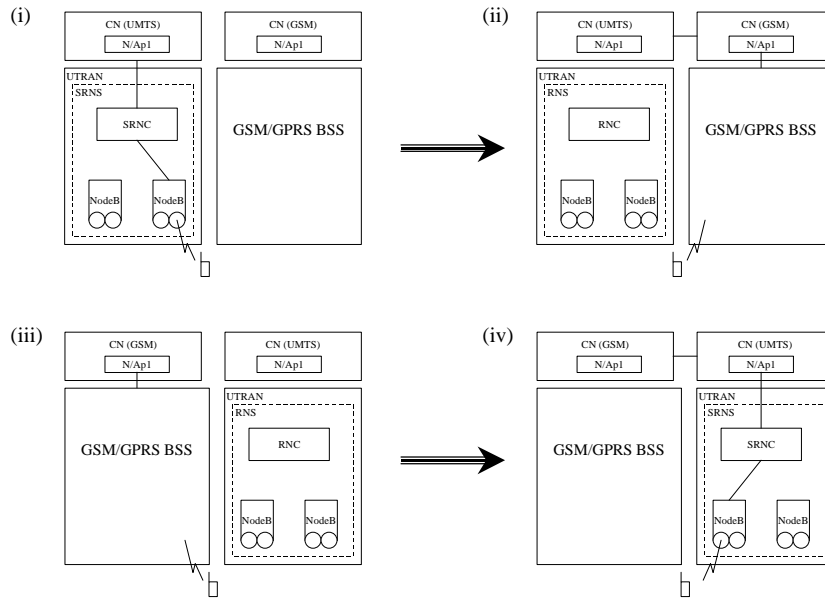 (i)
CN (UMTS)
N/Ap1
CN (GSM)
N/Ap1
UTRAN
SRNS
SRNC
NodeB
NodeB
GSM/GPRS BSS
(ii)
CN (UMTS)
N/Ap1
CN (GSM)
N/Ap1
UTRAN
RNS
RNC
NodeB
NodeB
GSM/GPRS BSS
(iii)
CN (GSM)
N/Ap1
CN (UMTS)
N/Ap1
GSM/GPRS BSS
UTRAN
RNS
RNC
NodeB
NodeB
(iv)
CN (GSM)
N/Ap1
CN (UMTS)
N/Ap1
GSM/GPRS BSS
UTRAN
SRNS
SRNC
NodeB
NodeB